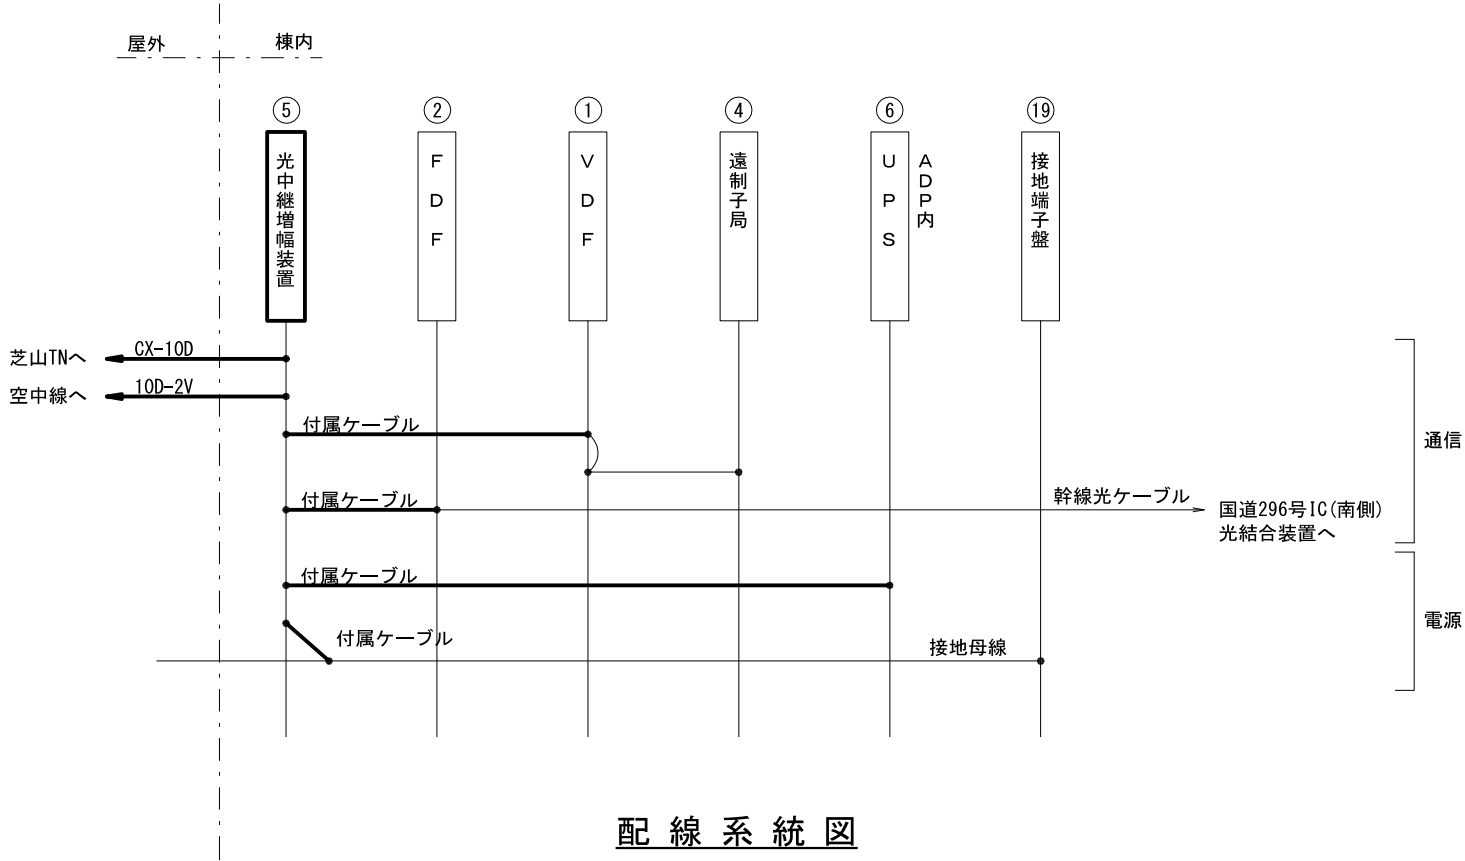 屋外
棟内
⑤
②
①
④
⑥
⑲
光中継増幅装置
FDF
VDF
遠制子局
UPS
ADP内
接地端子盤
芝山TNへ
CX-10D
空中線へ
10D-2V
付属ケーブル
通信
付属ケーブル
幹線光ケーブル
国道296号IC(南側)
光結合装置へ
付属ケーブル
電源
付属ケーブル
接地母線
配線系統図